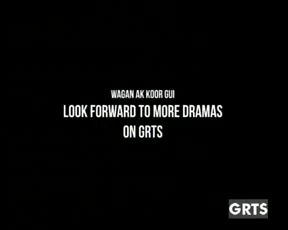 WAGAN AK KOOR GUI
LOOK FORWARD TO MORE DRAMAS
ON GRTS
GRTS